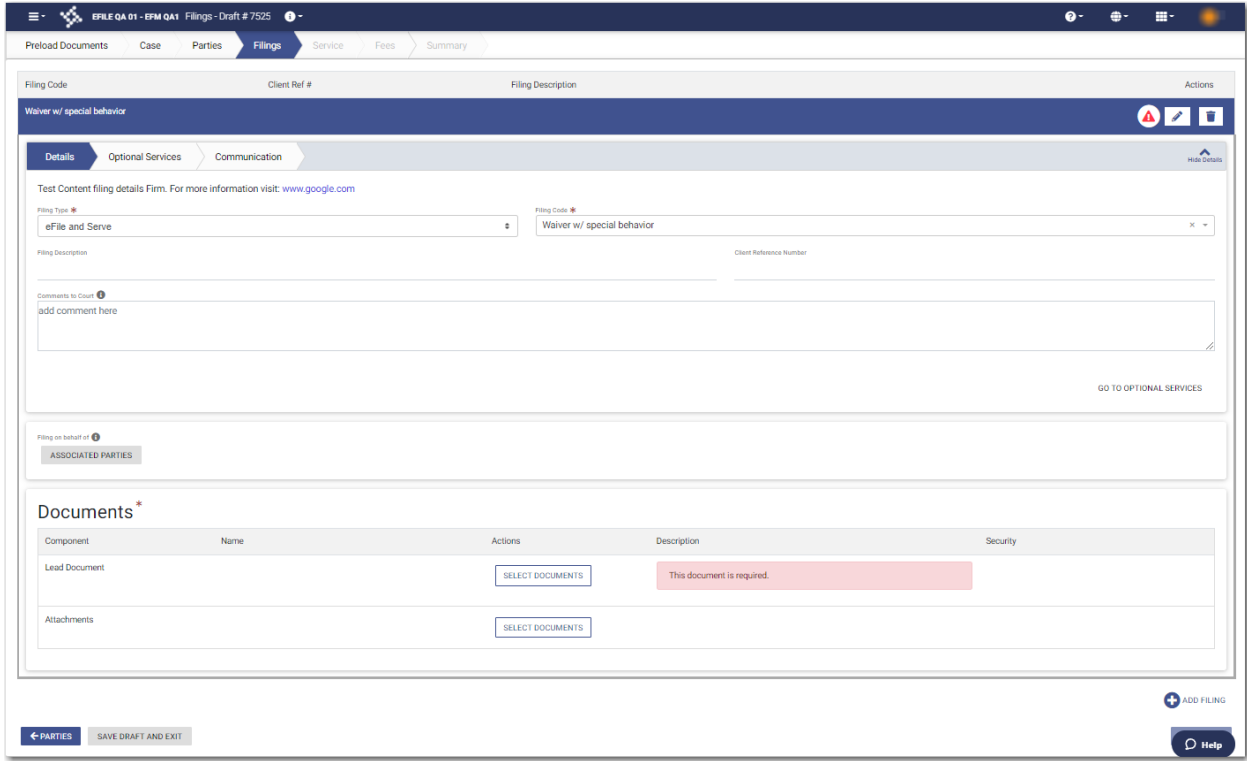 EFILE QA 01 - EFM QA1 Filings - Draft # 7525
Preload Documents Case Parties Filings Service Fees Summary
Filing Code Client Ref # Filing Description Actions
Waiver w/ special behavior
Details Optional Services Communication Hide Details
Test Content filing details Firm. For more information visit: www.google.com
Filing Type * Filing Code *
eFile and Serve Waiver w/ special behavior
Filing Description Client Reference Number
Comments to Court
add comment here
GO TO OPTIONAL SERVICES
Filing on behalf of
ASSOCIATED PARTIES
Documents*
Component Name Actions Description Security
Lead Document SELECT DOCUMENTS This document is required.
Attachments SELECT DOCUMENTS
ADD FILING
PARTIES SAVE DRAFT AND EXIT Help